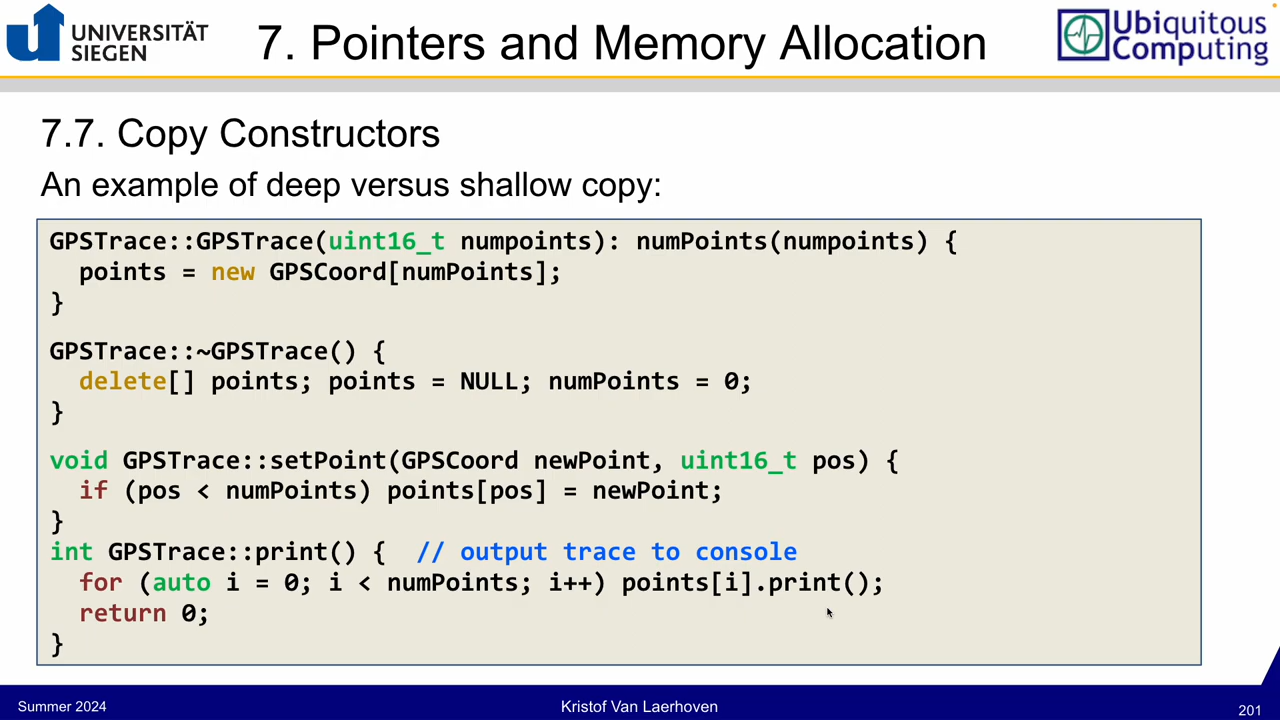 UNIVERSITÄT
SIEGEN
7. Pointers and Memory Allocation
Ubiquitous
Computing
7.7. Copy Constructors
An example of deep versus shallow copy:
GPSTrace::GPSTrace(uint16_t numpoints): numPoints(numpoints) {
  points = new GPSCoord[numPoints];
}
GPSTrace::~GPSTrace() {
  delete[] points; points = NULL; numPoints = 0;
}
void GPSTrace::setPoint(GPSCoord newPoint, uint16_t pos) {
  if (pos < numPoints) points[pos] = newPoint;
}
int GPSTrace::print() {  // output trace to console
  for (auto i = 0; i < numPoints; i++) points[i].print();
  return 0;
}
Summer 2024
Kristof Van Laerhoven
201